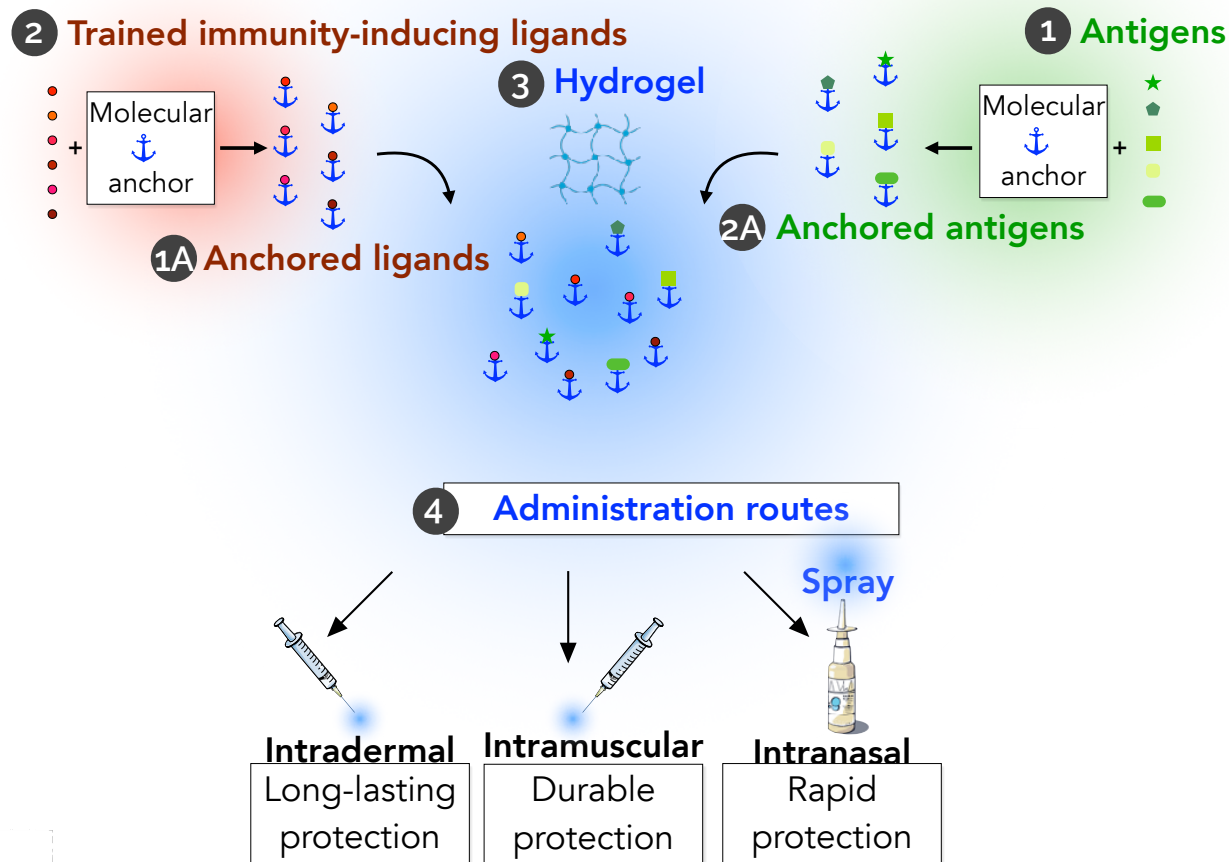 2 Trained immunity-inducing ligands
1 Antigens
3 Hydrogel
Molecular
anchor
+
Molecular
anchor
+
1A Anchored ligands
2A Anchored antigens
4 Administration routes
Spray
Intradermal
Long-lasting
protection
Intramuscular
Durable
protection
Intranasal
Rapid
protection